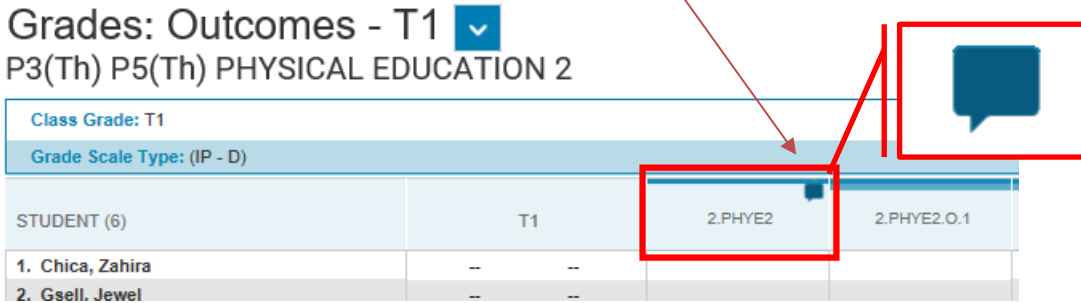 Grades: Outcomes - T1
P3(Th) P5(Th) PHYSICAL EDUCATION 2
Class Grade: T1
Grade Scale Type: (IP - D)
STUDENT (6) T1 2.PHYE2 2.PHYE2.O.1
1. Chica, Zahira -- --
2. Gsell, Jewel -- --